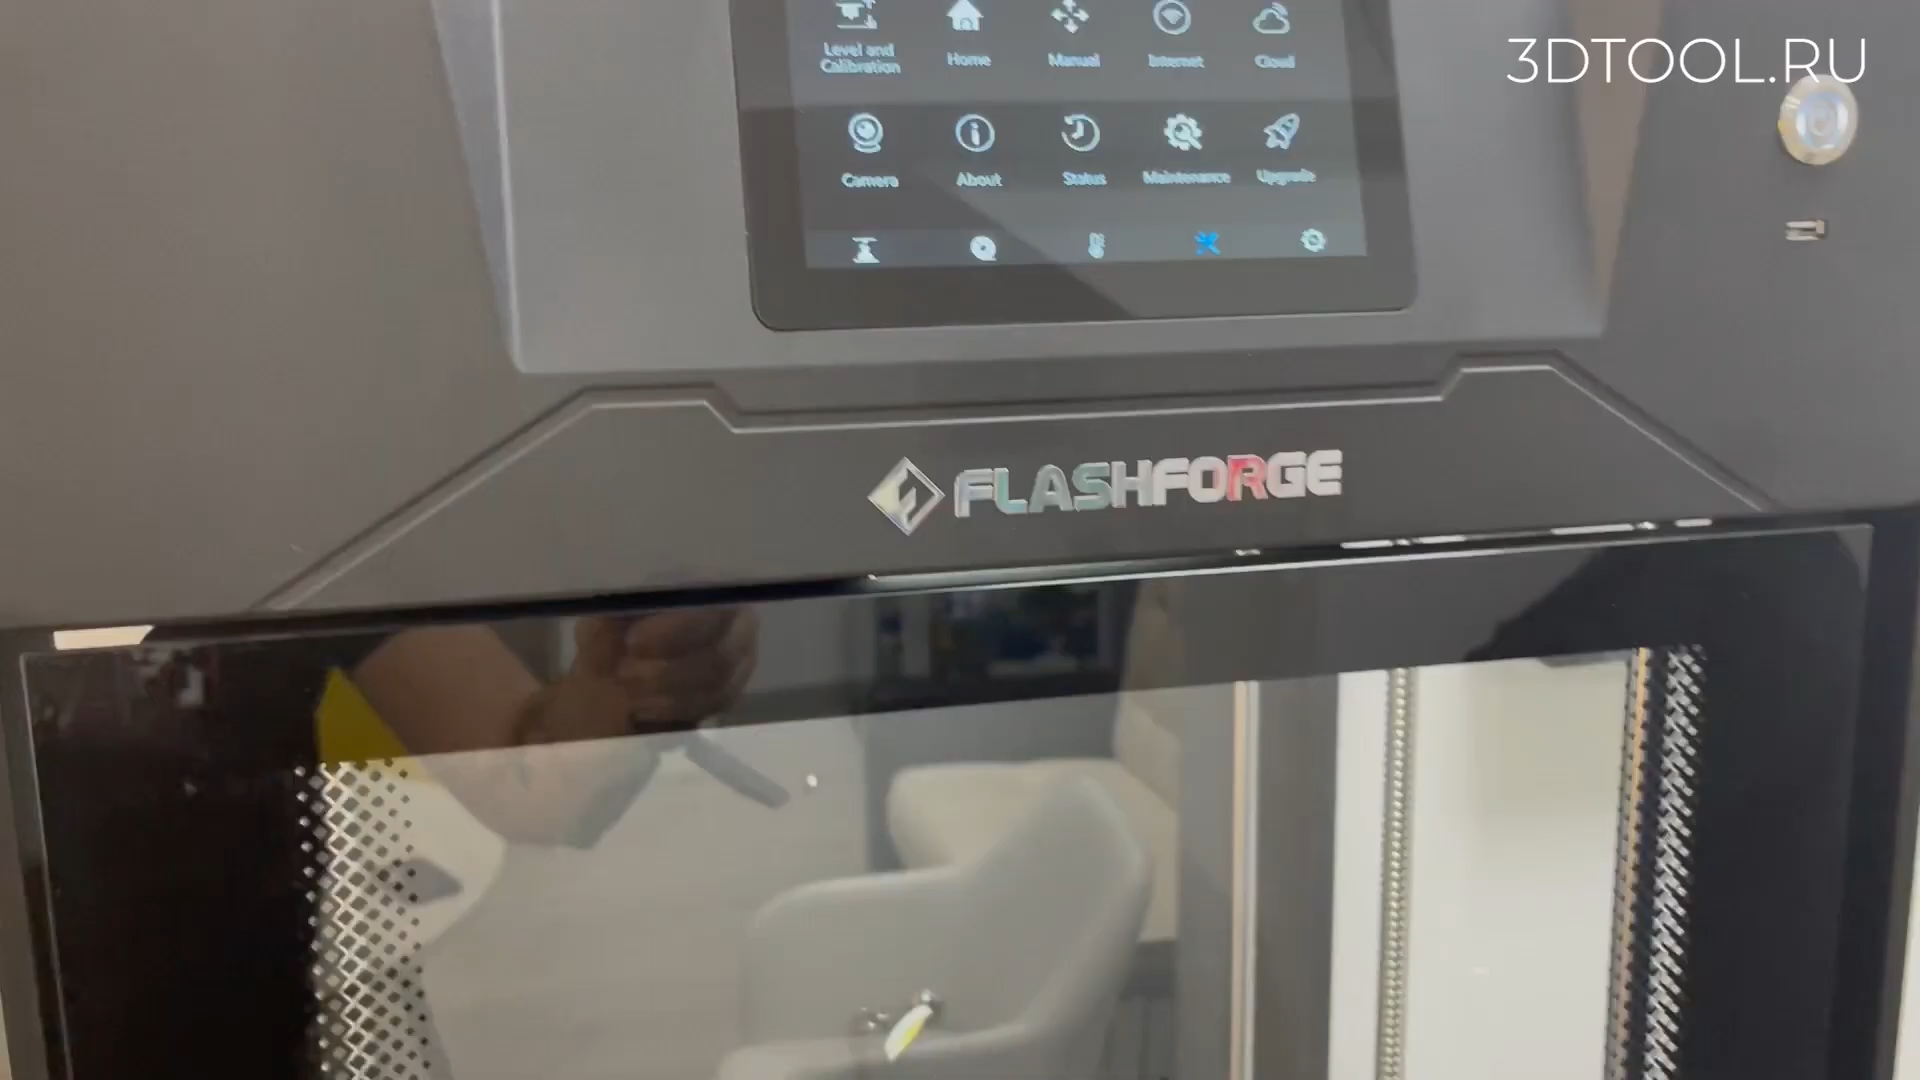 3DTOOL.RU
Level and
Calibration
Home
Manual
Internet
Cloud
Camera
About
Status
Maintenance
Upgrade
FLASHFORGE